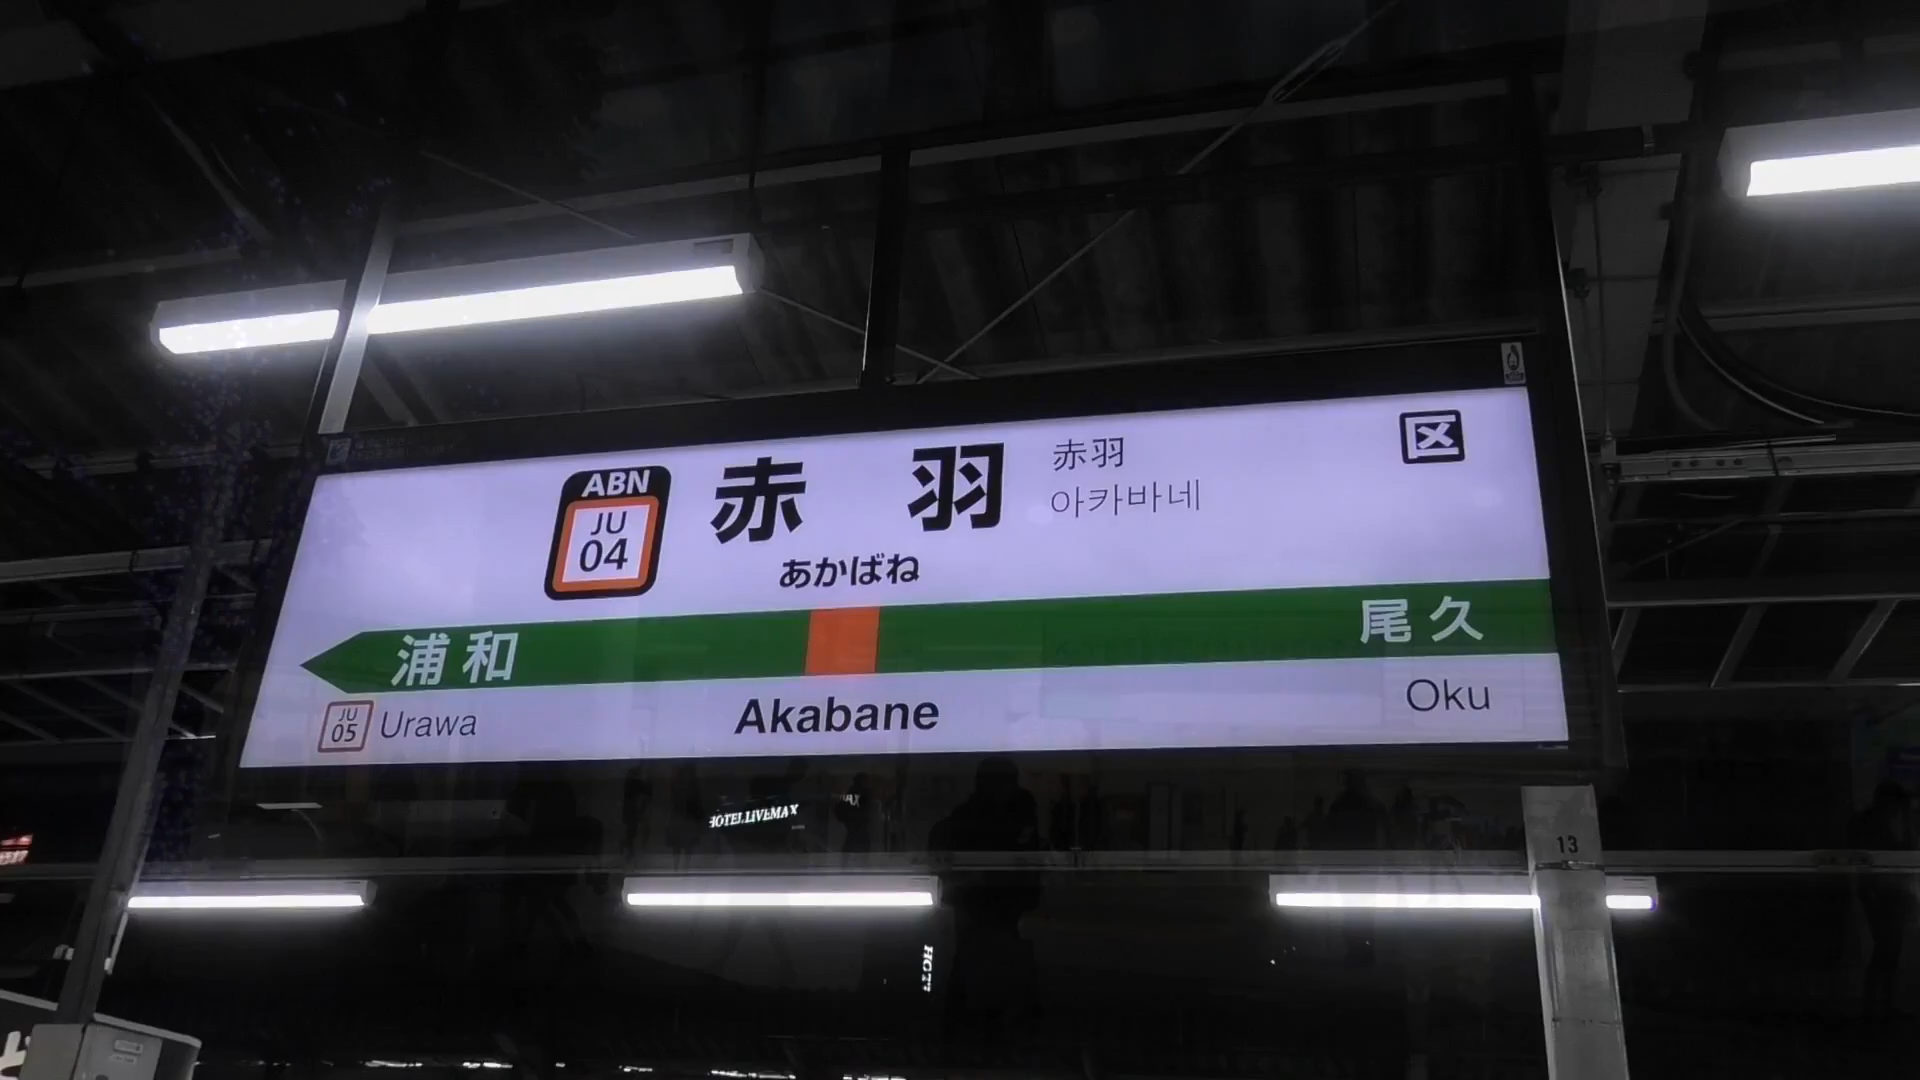 ABN
JU
04
赤羽
あかばね
赤羽
아카바네
区
浦和
尾久
JU
05
Urawa
Akabane
Oku
HOTEL LiVEMAX
13